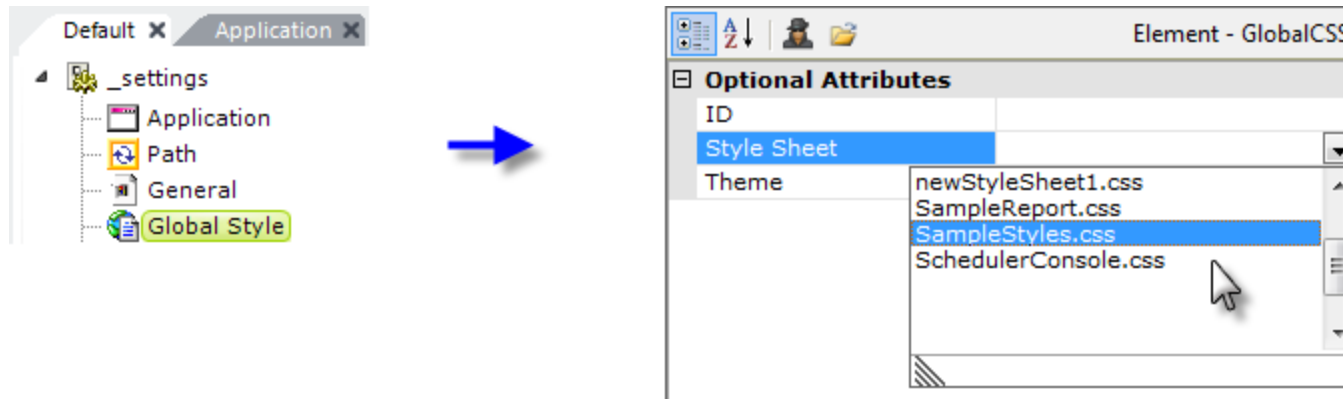 Default Application
_settings
Application
Path
General
Global Style
A
Z
Element - GlobalCSS
Optional Attributes
ID
Style Sheet
Theme
newStyleSheet1.css
SampleReport.css
SampleStyles.css
SchedulerConsole.css